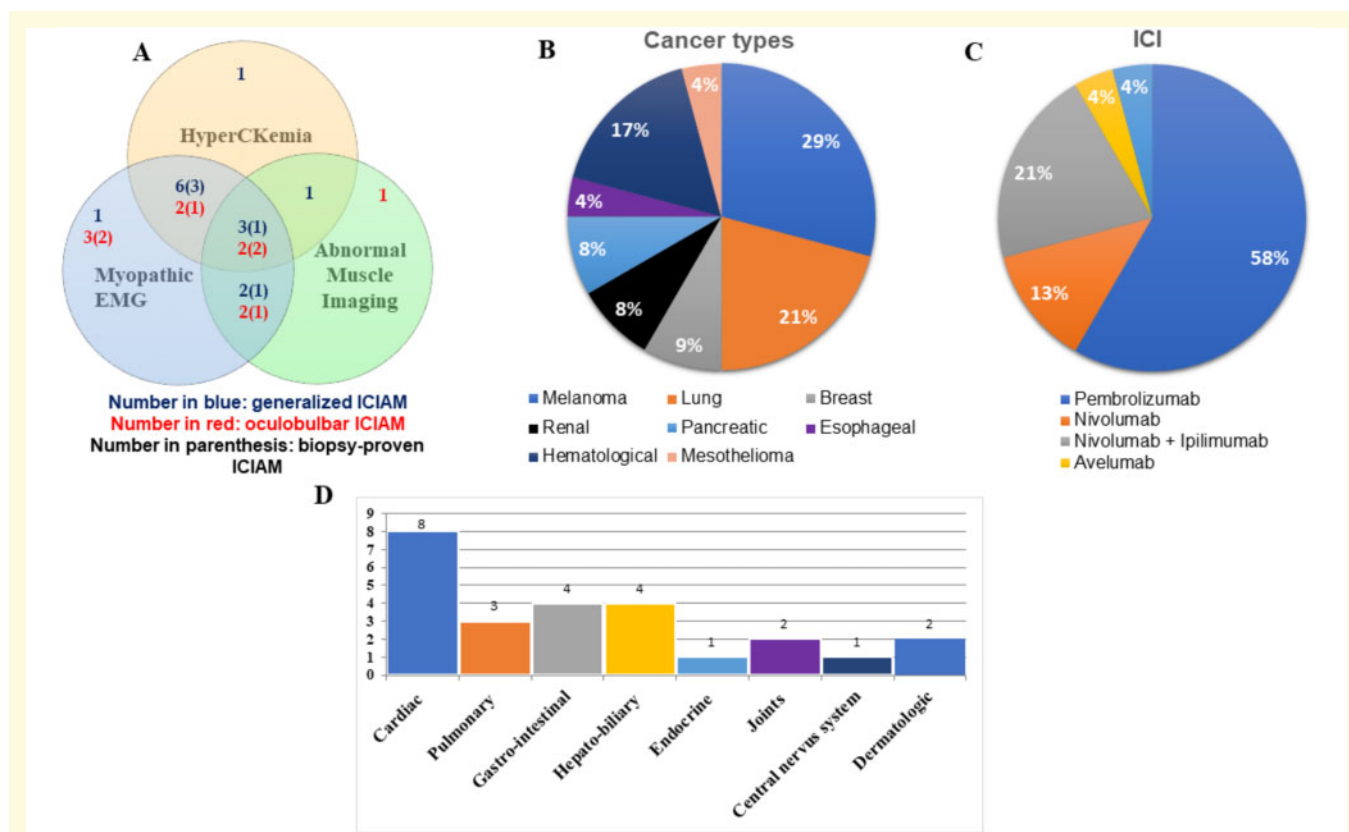 A
1
HyperCKemia
6(3)
2(1)
1
1
1
3(2)
3(1)
2(2)
Myopathic
EMG
Abnormal
Muscle
Imaging
2(1)
2(1)
Number in blue: generalized ICIAM
Number in red: oculobulbar ICIAM
Number in parenthesis: biopsy-proven
ICIAM
B
Cancer types
4%
29%
17%
4%
8%
8%
9%
21%
Melanoma
Lung
Breast
Renal
Pancreatic
Esophageal
Hematological
Mesothelioma
C
ICI
4%
4%
21%
13%
58%
Pembrolizumab
Nivolumab
Nivolumab + Ipilimumab
Avelumab
D
9
8
7
6
5
4
3
2
1
0
8
3
4
4
1
2
1
2
Cardiac
Pulmonary
Gastro-intestinal
Hepato-biliary
Endocrine
Joints
Central nervus system
Dermatologic